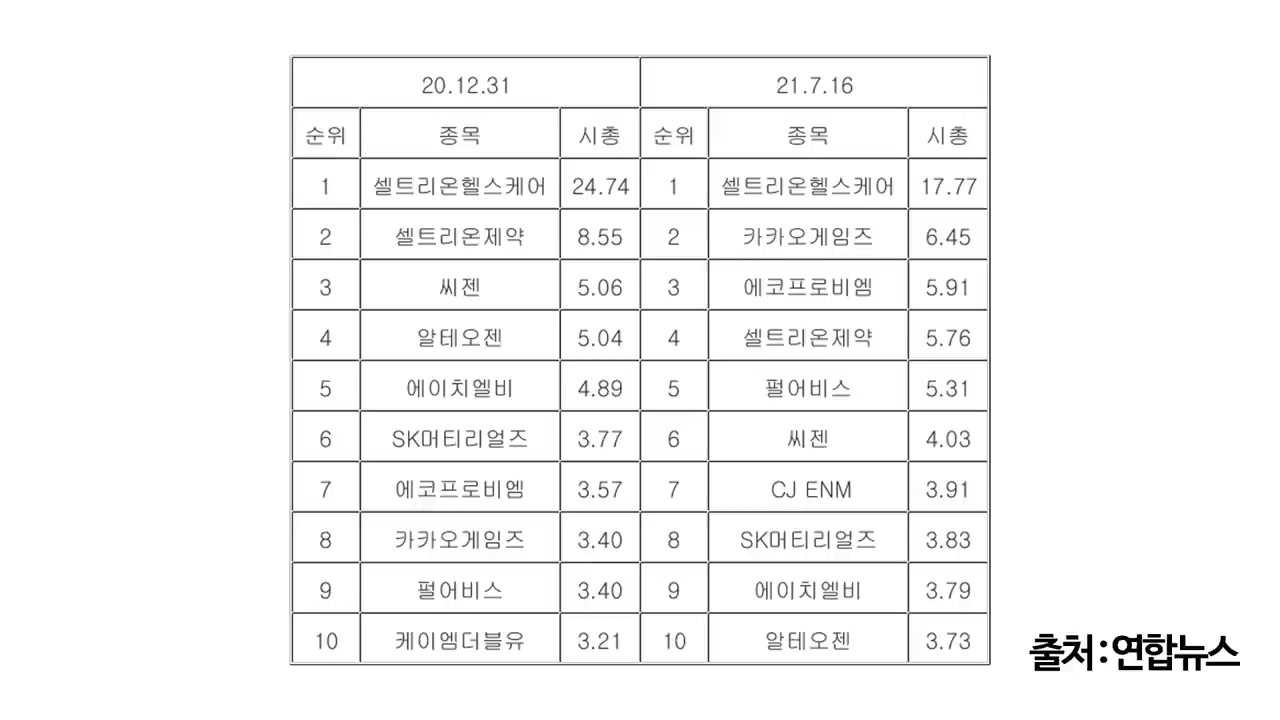 20.12.31 21.7.16
순위 종목 시총 순위 종목 시총
1 셀트리온헬스케어 24.74 1 셀트리온헬스케어 17.77
2 셀트리온제약 8.55 2 카카오게임즈 6.45
3 씨젠 5.06 3 에코프로비엠 5.91
4 알테오젠 5.04 4 셀트리온제약 5.76
5 에이치엘비 4.89 5 펄어비스 5.31
6 SK머티리얼즈 3.77 6 씨젠 4.03
7 에코프로비엠 3.57 7 CJ ENM 3.91
8 카카오게임즈 3.40 8 SK머티리얼즈 3.83
9 펄어비스 3.40 9 에이치엘비 3.79
10 케이엠더블유 3.21 10 알테오젠 3.73
출처:연합뉴스